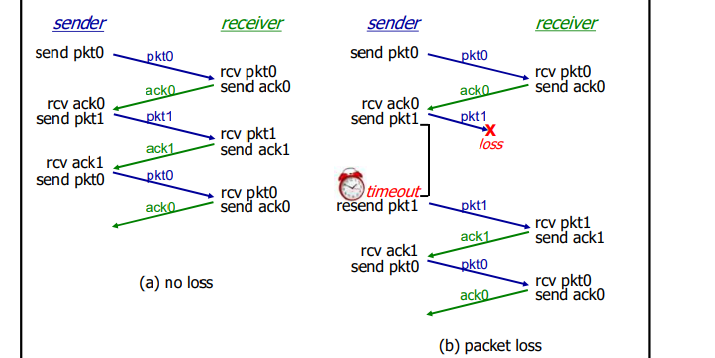 sender
receiver
send pkt0
pkt0
rcv pkt0
send ack0
ack0
rcv ack0
send pkt1
pkt1
rcv pkt1
send ack1
ack1
rcv ack1
send pkt0
pkt0
rcv pkt0
send ack0
ack0
(a) no loss
sender
receiver
send pkt0
pkt0
rcv pkt0
send ack0
ack0
rcv ack0
send pkt1
pkt1
X
loss
timeout
resend pkt1
pkt1
rcv pkt1
send ack1
ack1
rcv ack1
send pkt0
pkt0
rcv pkt0
send ack0
ack0
(b) packet loss